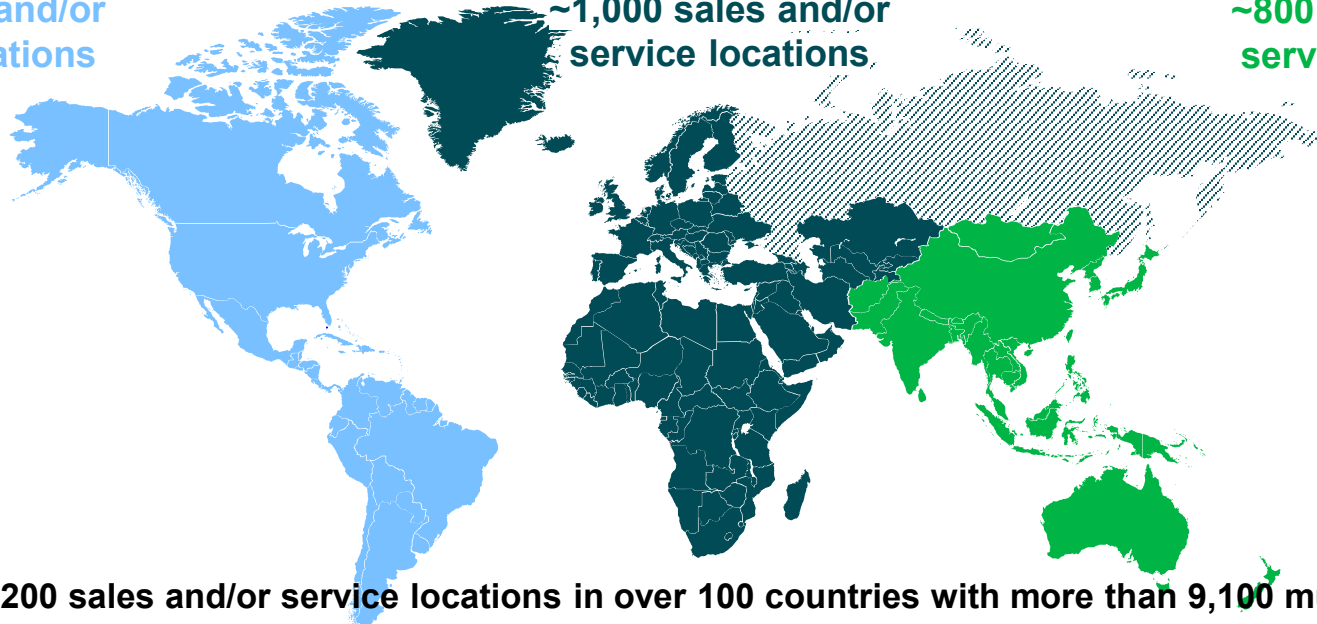 and/or
~1,000 sales and/or
~800
ations
service locations
serv
200 sales and/or service locations in over 100 countries with more than 9,100 m